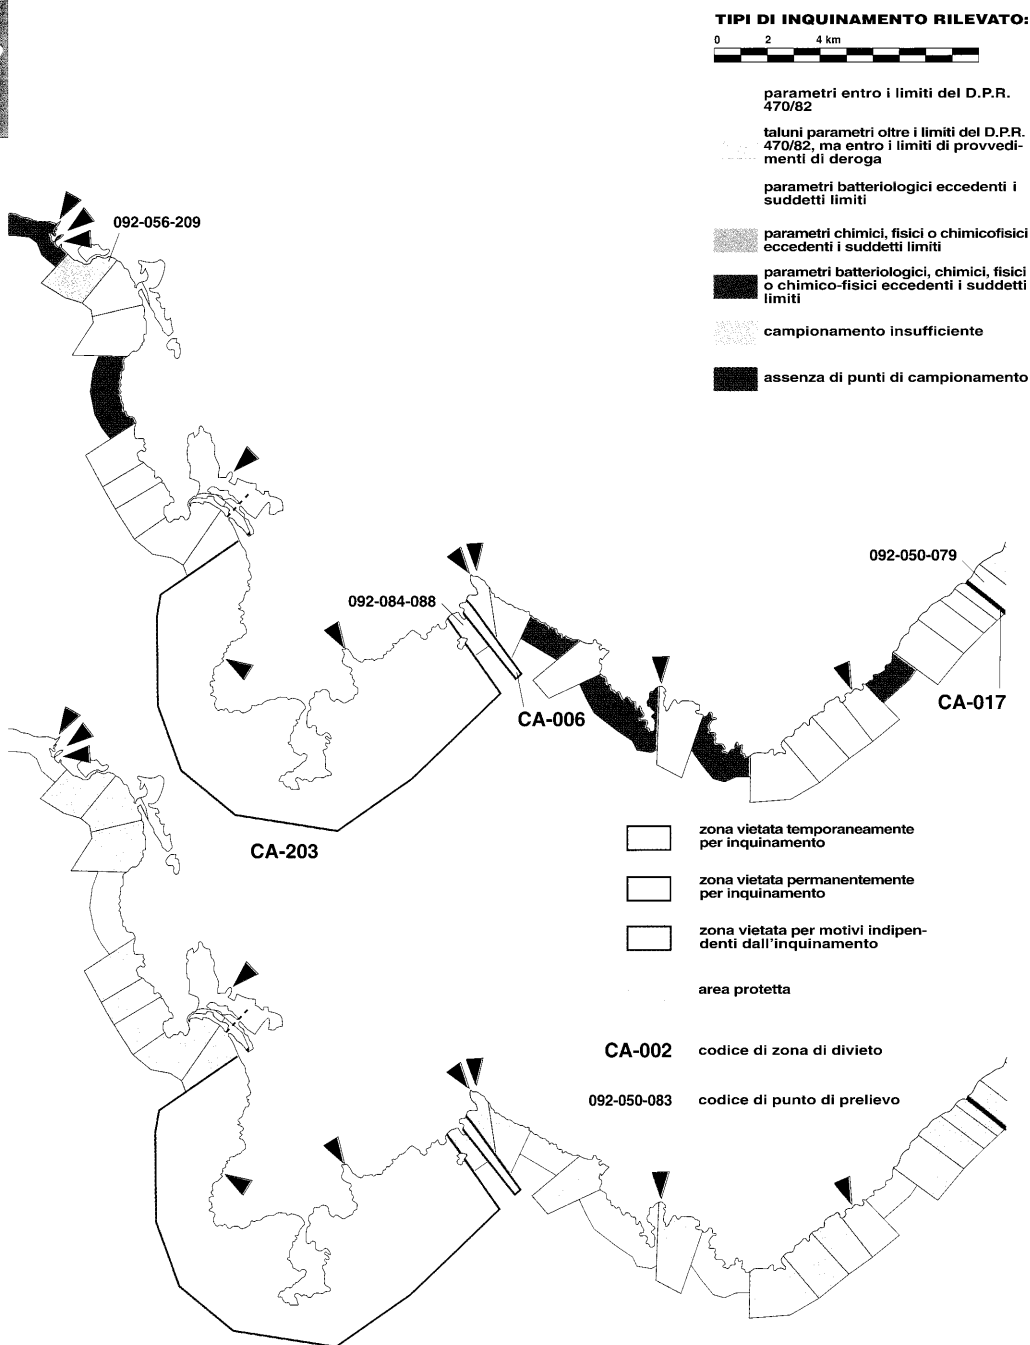 TIPI DI INQUINAMENTO RILEVATO:
0 2 4 km
parametri entro i limiti del D.P.R.
470/82
taluni parametri oltre i limiti del D.P.R.
470/82, ma entro i limiti di provvedi-
menti di deroga
parametri batteriologici eccedenti i
suddetti limiti
parametri chimici, fisici o chimicofisici
eccedenti i suddetti limiti
parametri batteriologici, chimici, fisici
o chimico-fisici eccedenti i suddetti
limiti
campionamento insufficiente
assenza di punti di campionamento
092-056-209
092-050-079
092-084-088
CA-006
CA-017
CA-203
zona vietata temporaneamente
per inquinamento
zona vietata permanentemente
per inquinamento
zona vietata per motivi indipen-
denti dall'inquinamento
area protetta
CA-002 codice di zona di divieto
092-050-083 codice di punto di prelievo